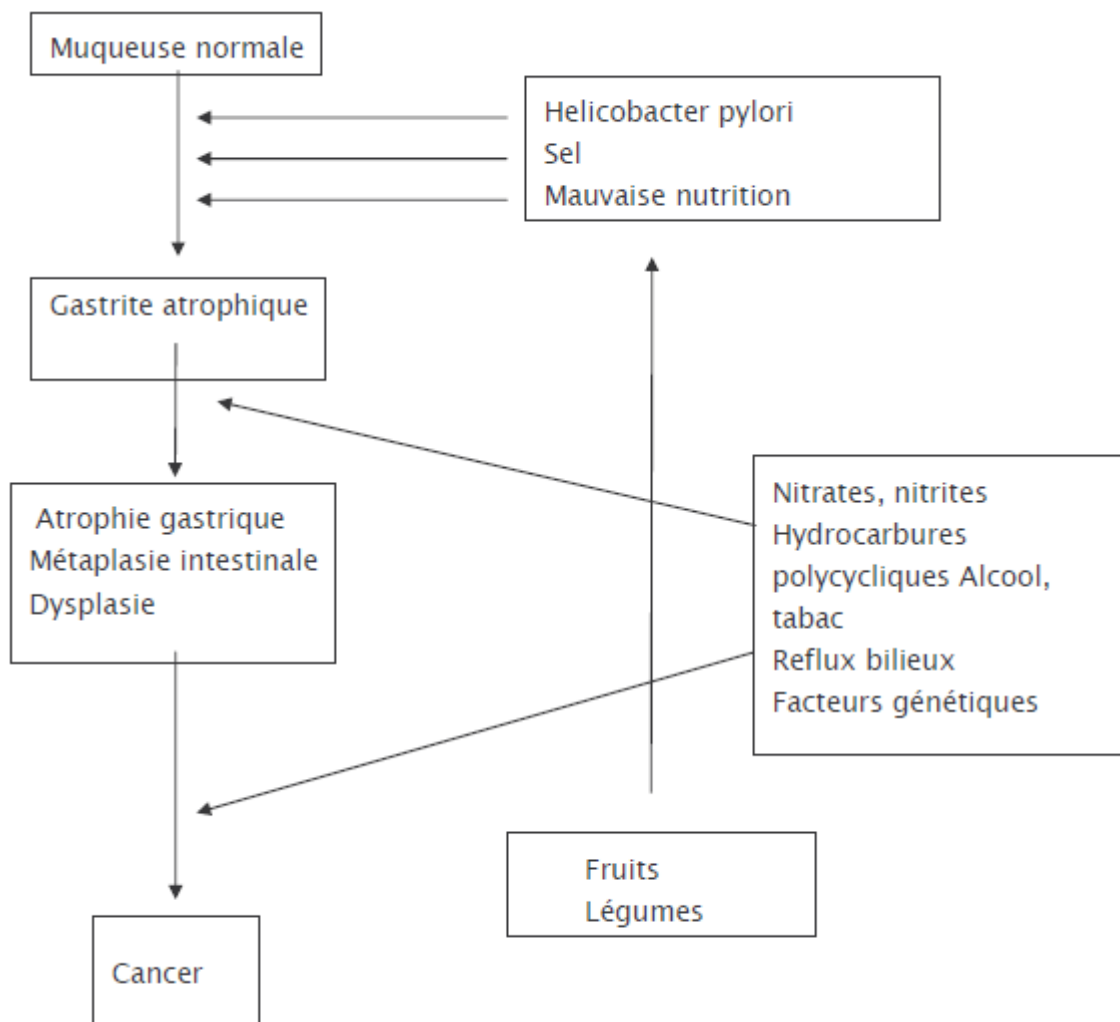 Muqueuse normale
Helicobacter pylori
Sel
Mauvaise nutrition
Gastrite atrophique
Atrophie gastrique
Métaplasie intestinale
Dysplasie
Nitrates, nitrites
Hydrocarbures
polycycliques Alcool,
tabac
Reflux bilieux
Facteurs génétiques
Fruits
Légumes
Cancer